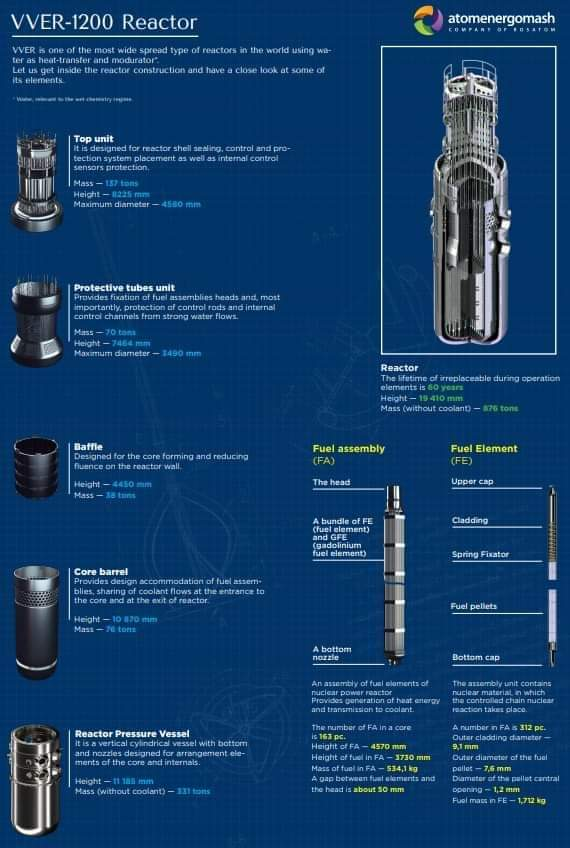 VVER-1200 Reactor
atomenergomash
COMPANY OF ROSATOM
VVER is one of the most wide spread type of reactors in the world using wa-
ter as heat-transfer and modurator*.
Let us get inside the reactor construction and have a close look at some of
its elements.
* Water, relevant to the wet chemistry regime.
Top unit
It is designed for reactor shell sealing, control and pro-
tection system placement as well as internal control
sensors protection.
Mass — 137 tons
Height — 8225 mm
Maximum diameter — 4580 mm
Protective tubes unit
Provides fixation of fuel assemblies heads and, most
importantly, protection of control rods and internal
control channels from strong water flows.
Mass — 70 tons
Height — 7464 mm
Maximum diameter — 3490 mm
Reactor
The lifetime of irreplaceable during operation
elements is 60 years
Height — 19 410 mm
Mass (without coolant) — 876 tons
Baffle
Designed for the core forming and reducing
fluence on the reactor wall.
Height — 4450 mm
Mass — 38 tons
Core barrel
Provides design accommodation of fuel assem-
blies, sharing of coolant flows at the entrance to
the core and at the exit of reactor.
Height — 10 870 mm
Mass — 76 tons
Reactor Pressure Vessel
It is a vertical cylindrical vessel with bottom
and nozzles designed for arrangement ele-
ments of the core and internals.
Height — 11 185 mm
Mass (without coolant) — 331 tons
Fuel assembly
(FA)
The head
A bundle of FE
(fuel element)
and GFE
(gadolinium
fuel element)
A bottom
nozzle
An assembly of fuel elements of
nuclear power reactor
Provides generation of heat energy
and transmission to coolant.
The number of FA in a core
is 163 pc.
Height of FA — 4570 mm
Height of fuel in FA — 3730 mm
Mass of fuel in FA — 534,1 kg
A gap between fuel elements and
the head is about 50 mm
Fuel Element
(FE)
Upper cap
Cladding
Spring Fixator
Fuel pellets
Bottom cap
The assembly unit contains
nuclear material, in which
the controlled chain nuclear
reaction takes place.
A number in FA is 312 pc.
Outer cladding diameter —
9,1 mm
Outer diameter of the fuel
pellet — 7,6 mm
Diameter of the pellet cantral
opening — 1,2 mm
Fuel mass in FE — 1,712 kg